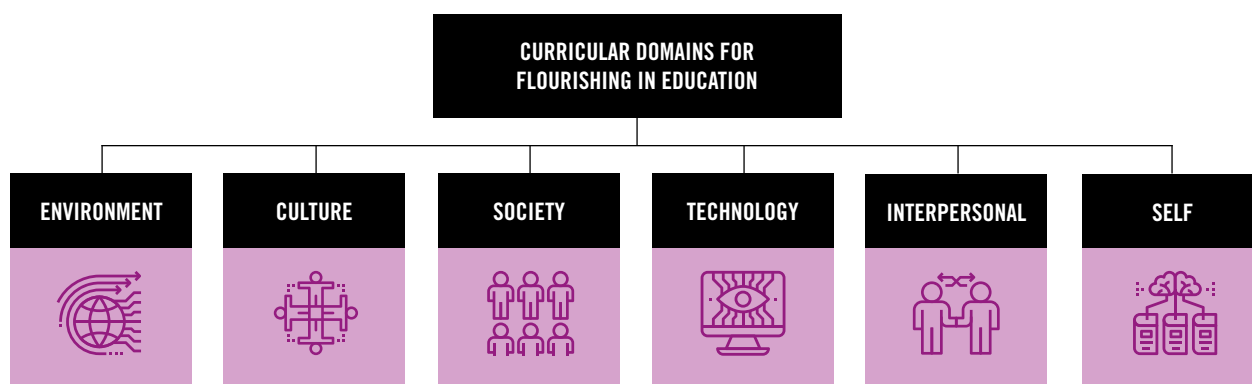 CURRICULAR DOMAINS FOR
FLOURISHING IN EDUCATION
ENVIRONMENT
CULTURE
SOCIETY
TECHNOLOGY
INTERPERSONAL
SELF